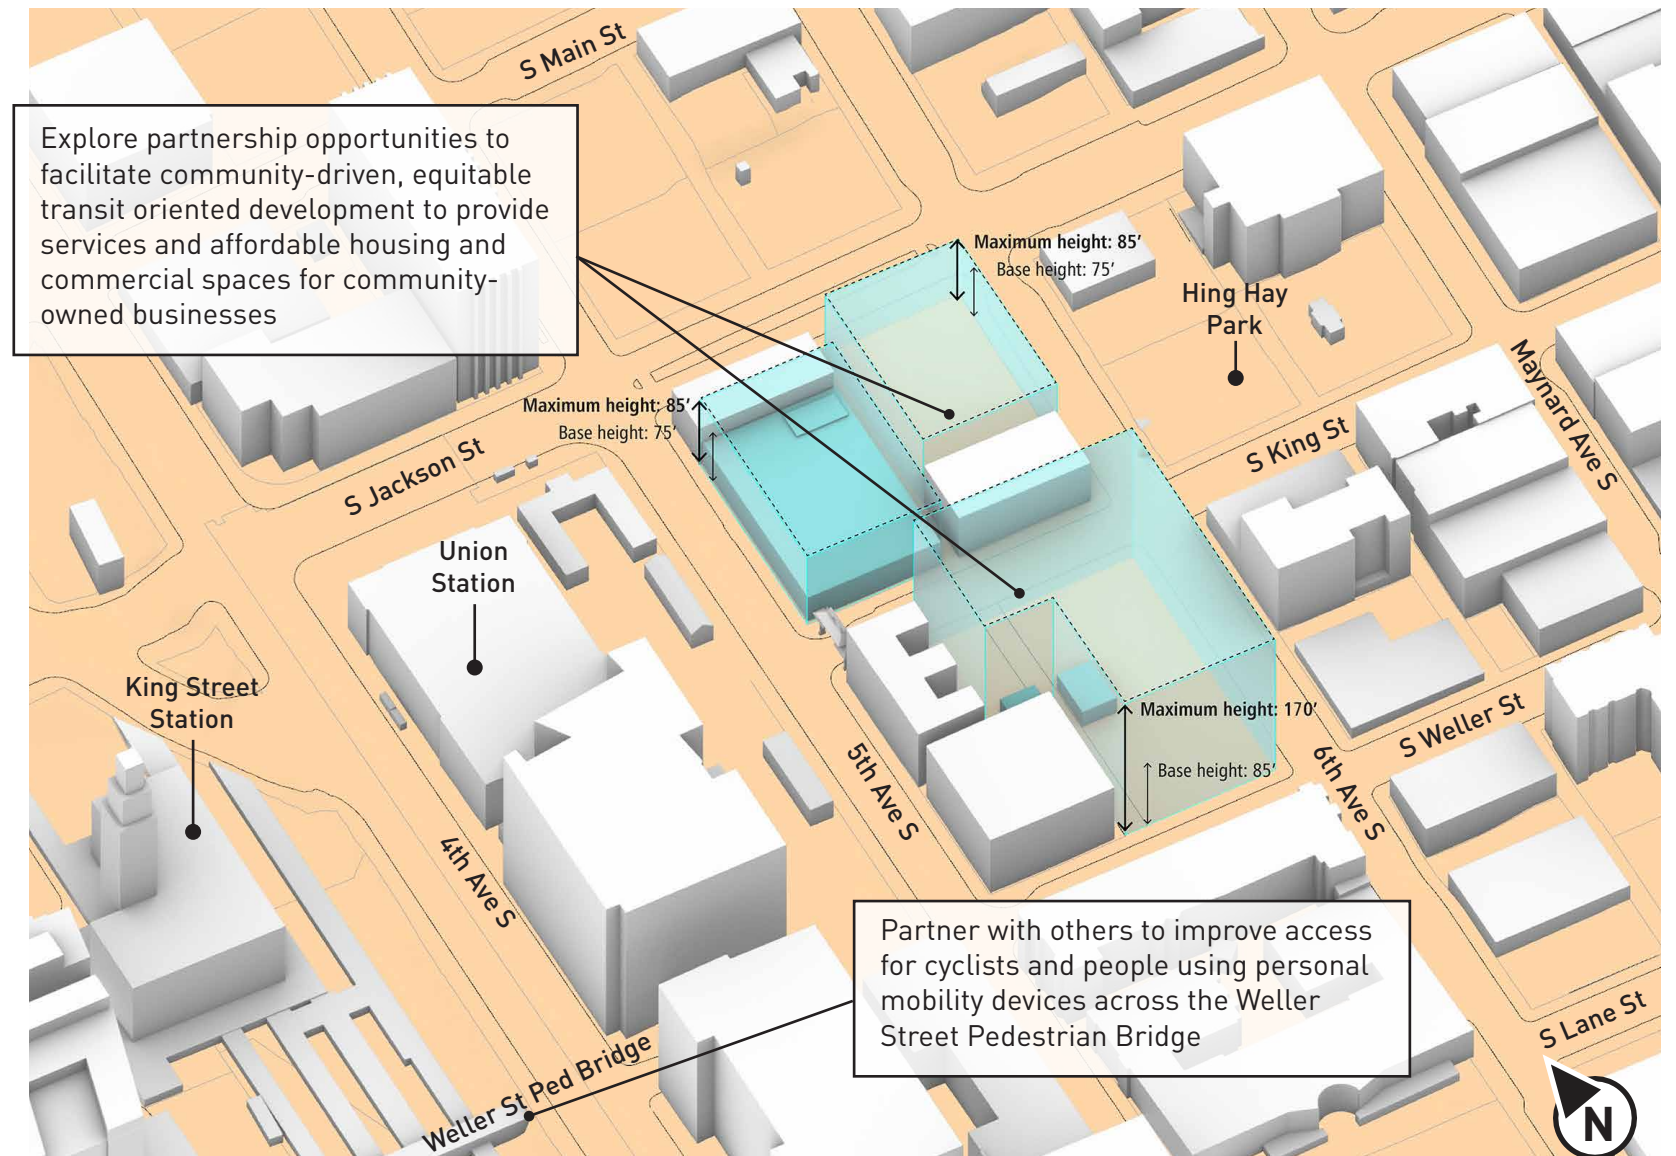 S Main St
Explore partnership opportunities to
facilitate community-driven, equitable
transit oriented development to provide
services and affordable housing and
commercial spaces for community-
owned businesses
Maximum height: 85’
Base height: 75’
Hing Hay
Park
Maynard Ave S
Maximum height: 85’
Base height: 75’
S King St
S Jackson St
Union
Station
King Street
Station
Maximum height: 170’
Base height: 85’
S Weller St
5th Ave S
6th Ave S
4th Ave S
Partner with others to improve access
for cyclists and people using personal
mobility devices across the Weller
Street Pedestrian Bridge
S Lane St
Weller St Ped Bridge
N